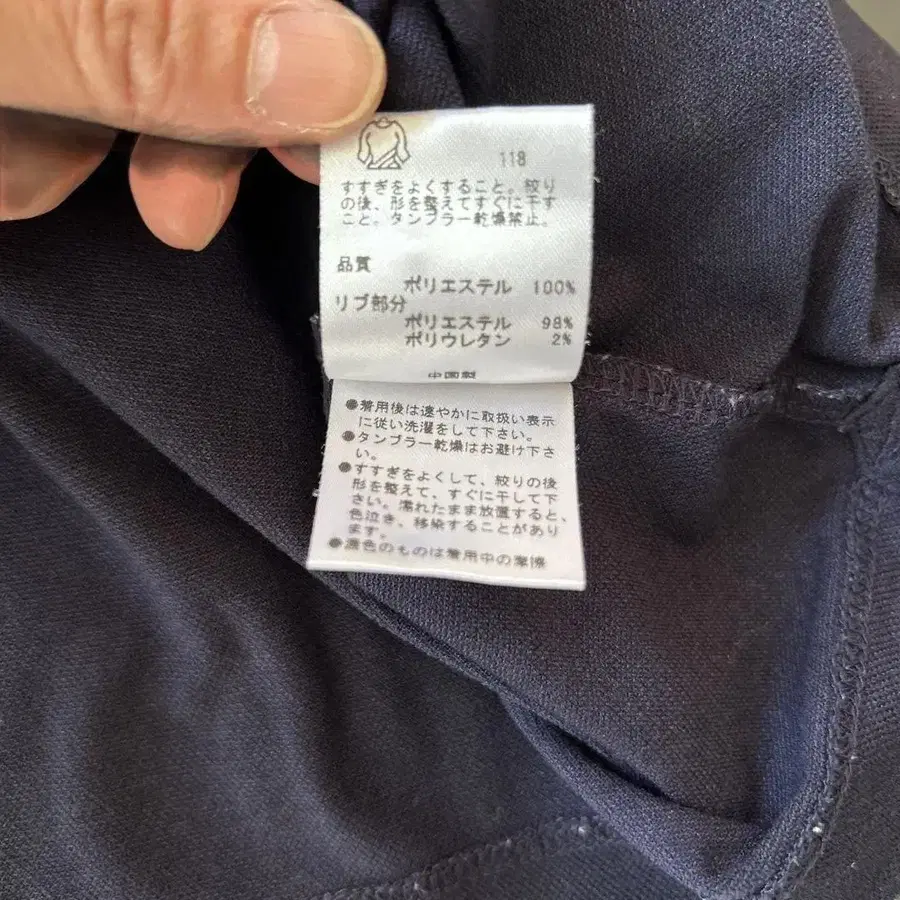 118
すすぎをよくすること。絞り
の後、形を整えてすぐに干す
こと。タンブラー乾燥禁止。
品質
ポリエステル 100%
リブ部分
ポリエステル 98%
ポリウレタン 2%
中国製
●着用後は速やかに取扱い表示
に従い洗濯をして下さい。
●タンブラー乾燥はお避け下さ
い。
●すすぎをよくして、絞りの後
形を整えて、すぐに干して下
さい。濡れたまま放置すると、
色泣き、移染することがあり
ます。
●濃色のものは着用中の摩擦